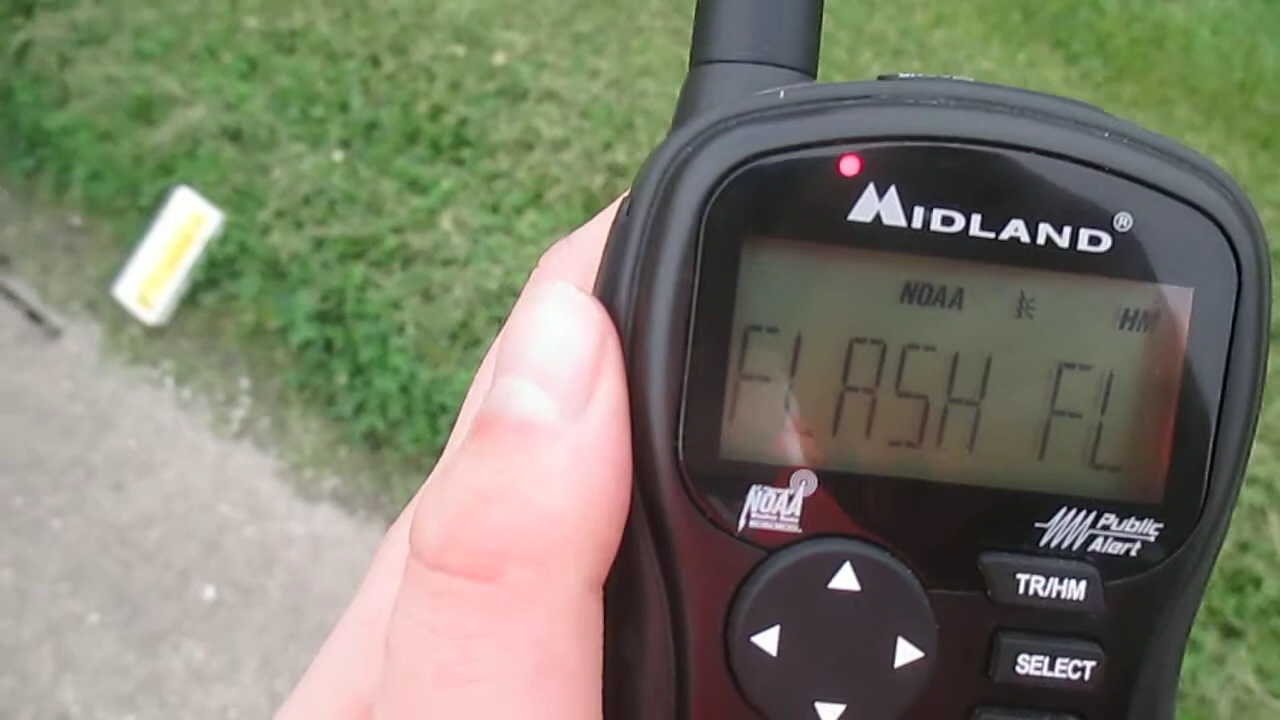 MIDLAND®
NOAA HM
FLASH FL
NOAA
Public
Alert
TR/HM
SELECT